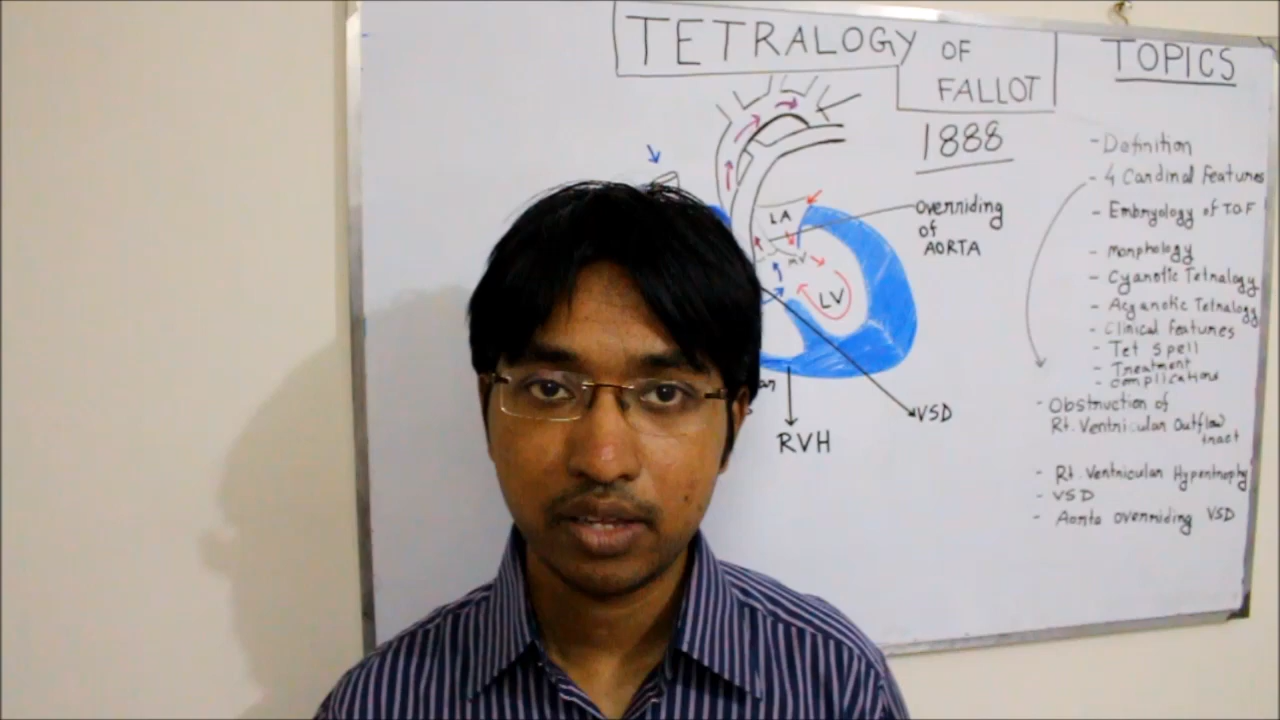 TETRALOGY OF
FALLOT
1888
LA
MV
LV
Overriding
of
AORTA
VSD
RVH
TOPICS
- Definition
- 4 Cardinal Features
- Embryology of T.O.F
- Morphology
- Cyanotic Tetralogy
- Acyanotic Tetralogy
- Clinical Features
- Tet Spell
- Treatment
- Complications
- Obstruction of
Rt. Ventricular Outflow
tract
- Rt. Ventricular Hypertrophy
- VSD
- Aorta overriding VSD